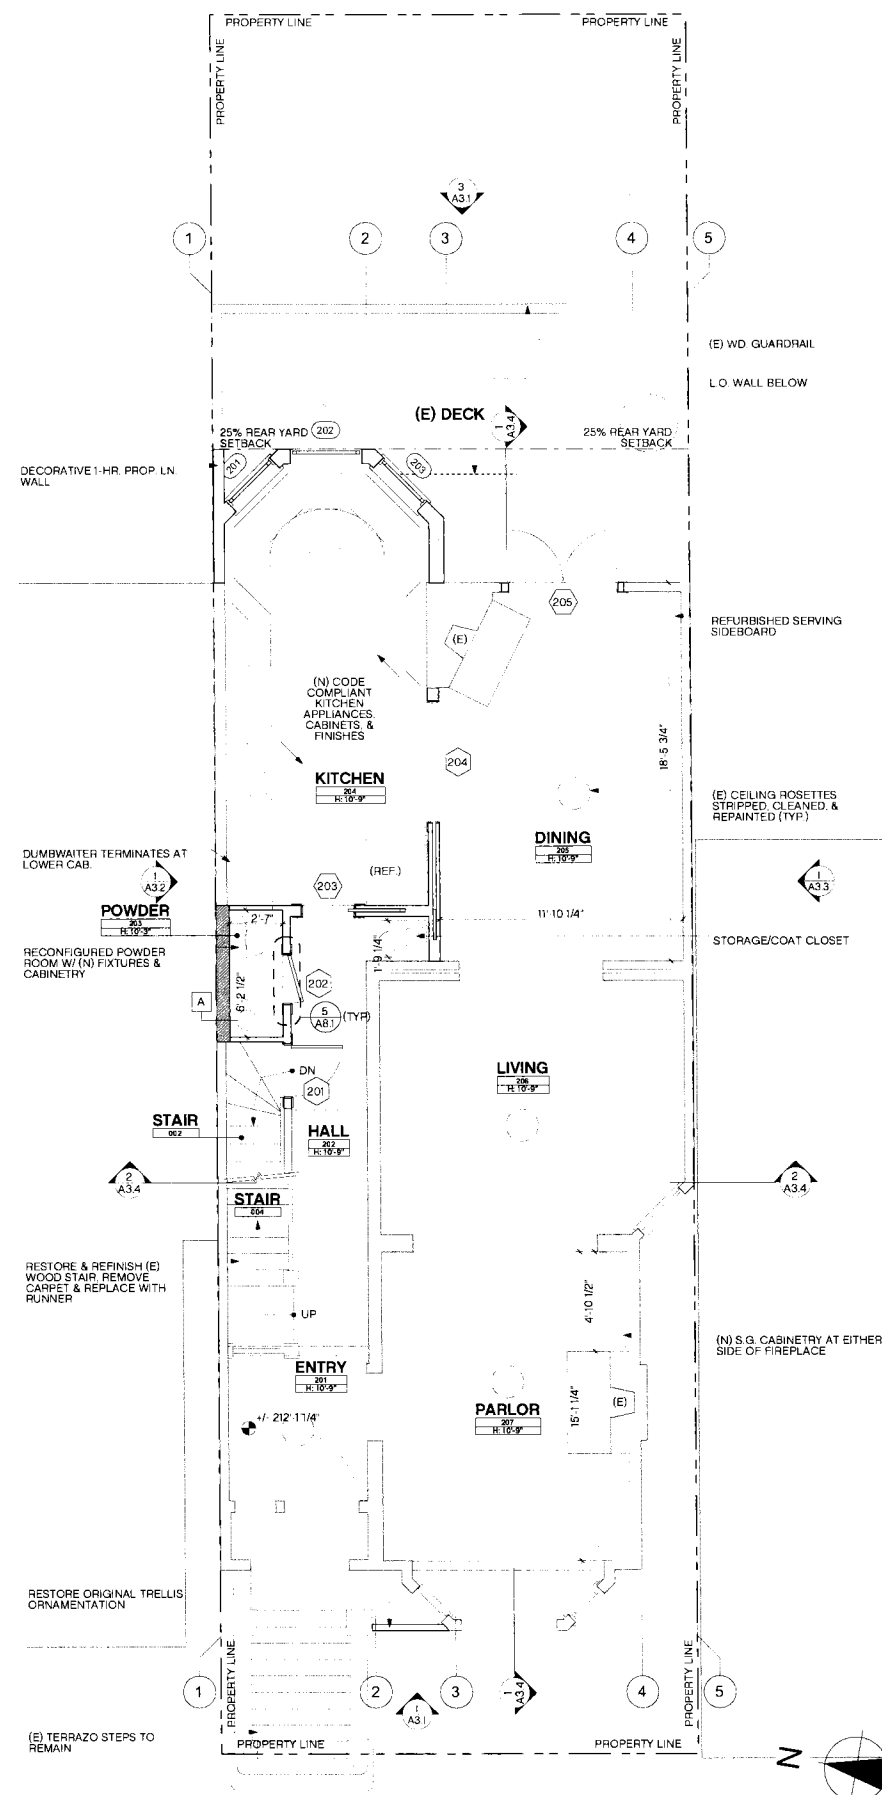 PROPERTY LINE
PROPERTY LINE
PROPERTY LINE
PROPERTY LINE
3
A3.1
1
2
3
4
5
(E) WD. GUARDRAIL
L.O. WALL BELOW
(E) DECK
1
A3.4
25% REAR YARD
SETBACK
202
25% REAR YARD
SETBACK
201
203
DECORATIVE 1-HR. PROP. LN.
WALL
205
(E)
REFURBISHED SERVING
SIDEBOARD
(N) CODE
COMPLIANT
KITCHEN
APPLIANCES,
CABINETS, &
FINISHES
18'-5 3/4"
204
KITCHEN
204
H: 10'-9"
(E) CEILING ROSETTES
STRIPPED, CLEANED, &
REPAINTED (TYP.)
DINING
205
H: 10'-9"
DUMBWAITER TERMINATES AT
LOWER CAB.
1
A3.2
(REF.)
203
1
A3.3
POWDER
203
H: 10'-3"
2'-7"
11'-10 1/4"
RECONFIGURED POWDER
ROOM W/ (N) FIXTURES &
CABINETRY
1'-9 1/4"
STORAGE/COAT CLOSET
6'-2 1/2"
202
A
5
A8.1
(TYP)
DN
201
LIVING
206
H: 10'-9"
STAIR
002
HALL
202
H: 10'-9"
2
A3.4
2
A3.4
STAIR
004
RESTORE & REFINISH (E)
WOOD STAIR, REMOVE
CARPET & REPLACE WITH
RUNNER
4'-10 1/2"
UP
(N) S.G. CABINETRY AT EITHER
SIDE OF FIREPLACE
ENTRY
201
H: 10'-9"
+/- 212'-11/4"
PARLOR
207
H: 10'-9"
15'-1 1/4"
(E)
RESTORE ORIGINAL TRELLIS
ORNAMENTATION
PROPERTY LINE
PROPERTY LINE
1
2
3
1
A3.4
4
5
1
A3.1
(E) TERRAZO STEPS TO
REMAIN
PROPERTY LINE
PROPERTY LINE
N